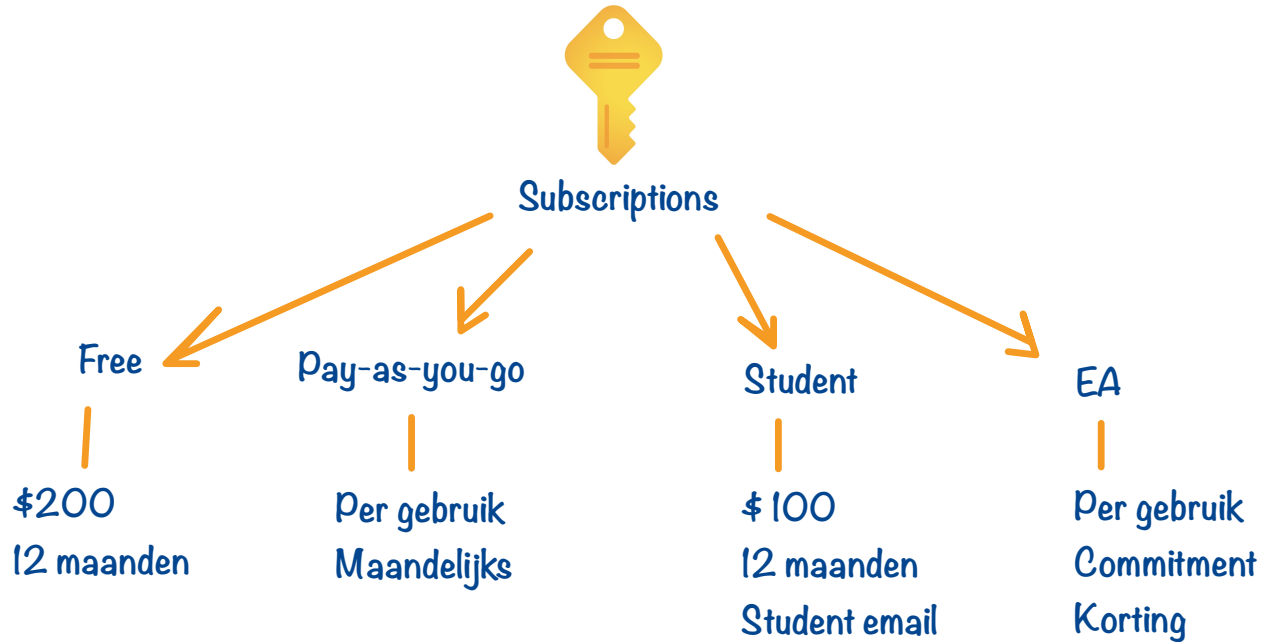 Subscriptions
Free
$200
12 maanden
Pay-as-you-go
Per gebruik
Maandelijks
Student
$ 100
12 maanden
Student email
EA
Per gebruik
Commitment
Korting